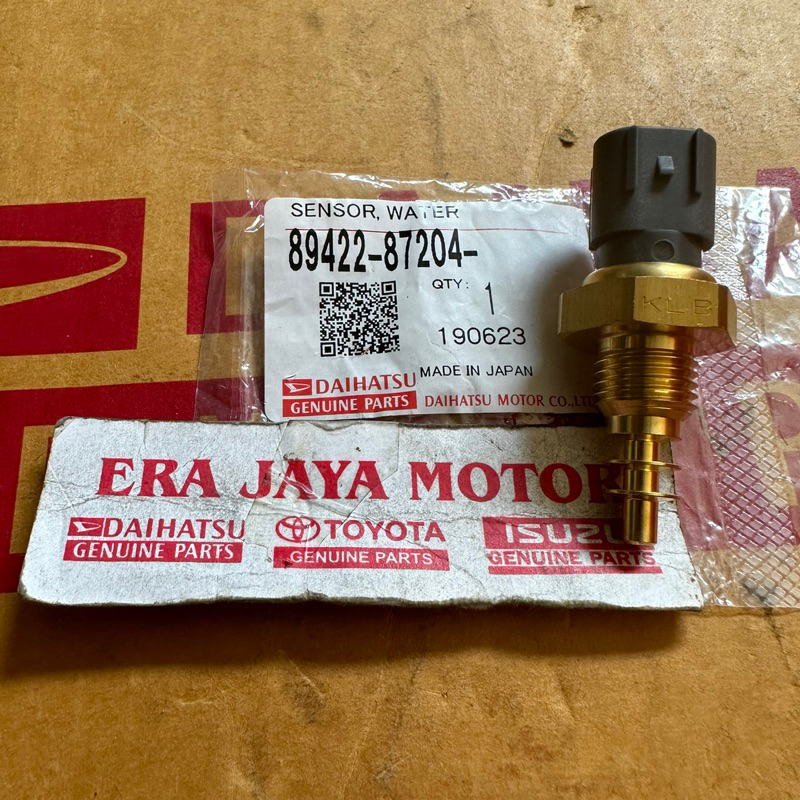 SENSOR, WATER
89422-87204-
QTY: 1
190623
MADE IN JAPAN
DAIHATSU
GENUINE PARTS
DAIHATSU MOTOR CO.,LTD
KLB
ERA JAYA MOTOR
DAIHATSU
GENUINE PARTS
TOYOTA
GENUINE PARTS
ISUZU
GENUINE PARTS